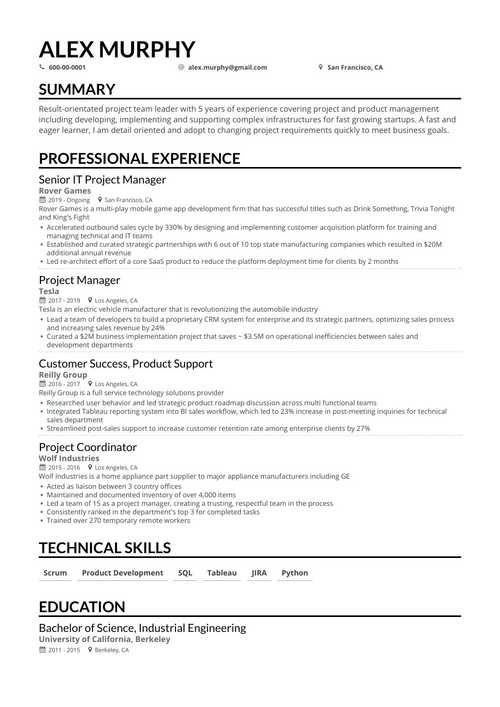 ALEX MURPHY
600-00-0001 alex.murphy@gmail.com San Francisco, CA
SUMMARY
Result-orientated project team leader with 5 years of experience covering project and product management
including developing, implementing and supporting complex infrastructures for fast growing startups. A fast and
eager learner, I am detail oriented and adopt to changing project requirements quickly to meet business goals.
PROFESSIONAL EXPERIENCE
Senior IT Project Manager
Rover Games
2019 - Ongoing San Francisco, CA
Rover Games is a multi-play mobile game app development firm that has successful titles such as Drink Something, Trivia Tonight
and King's Fight
• Accelerated outbound sales cycle by 330% by designing and implementing customer acquisition platform for training and
managing technical and IT teams
• Established and curated strategic partnerships with 6 out of 10 top state manufacturing companies which resulted in $20M
additional annual revenue
• Led re-architect effort of a core SaaS product to reduce the platform deployment time for clients by 2 months
Project Manager
Tesla
2017 - 2019 Los Angeles, CA
Tesla is an electric vehicle manufacturer that is revolutionizing the automobile industry
• Lead a team of developers to build a proprietary CRM system for enterprise and its strategic partners, optimizing sales process
and increasing sales revenue by 24%
• Curated a $2M business implementation project that saves ~ $3.5M on operational inefficiencies between sales and
development departments
Customer Success, Product Support
Reilly Group
2016 - 2017 Los Angeles, CA
Reilly Group is a full service technology solutions provider
• Researched user behavior and led strategic product roadmap discussion across multi functional teams
• Integrated Tableau reporting system into BI sales workflow, which led to 23% increase in post-meeting inquiries for technical
sales department
• Streamlined post-sales support to increase customer retention rate among enterprise clients by 27%
Project Coordinator
Wolf Industries
2015 - 2016 Los Angeles, CA
Wolf Industries is a home appliance part supplier to major appliance manufacturers including GE
• Acted as liaison between 3 country offices
• Maintained and documented inventory of over 4,000 items
• Led a team of 15 as a project manager, creating a trusting, respectful team in the process
• Consistently ranked in the department's top 3 for completed tasks
• Trained over 270 temporary remote workers
TECHNICAL SKILLS
Scrum Product Development SQL Tableau JIRA Python
EDUCATION
Bachelor of Science, Industrial Engineering
University of California, Berkeley
2011 - 2015 Berkeley, CA